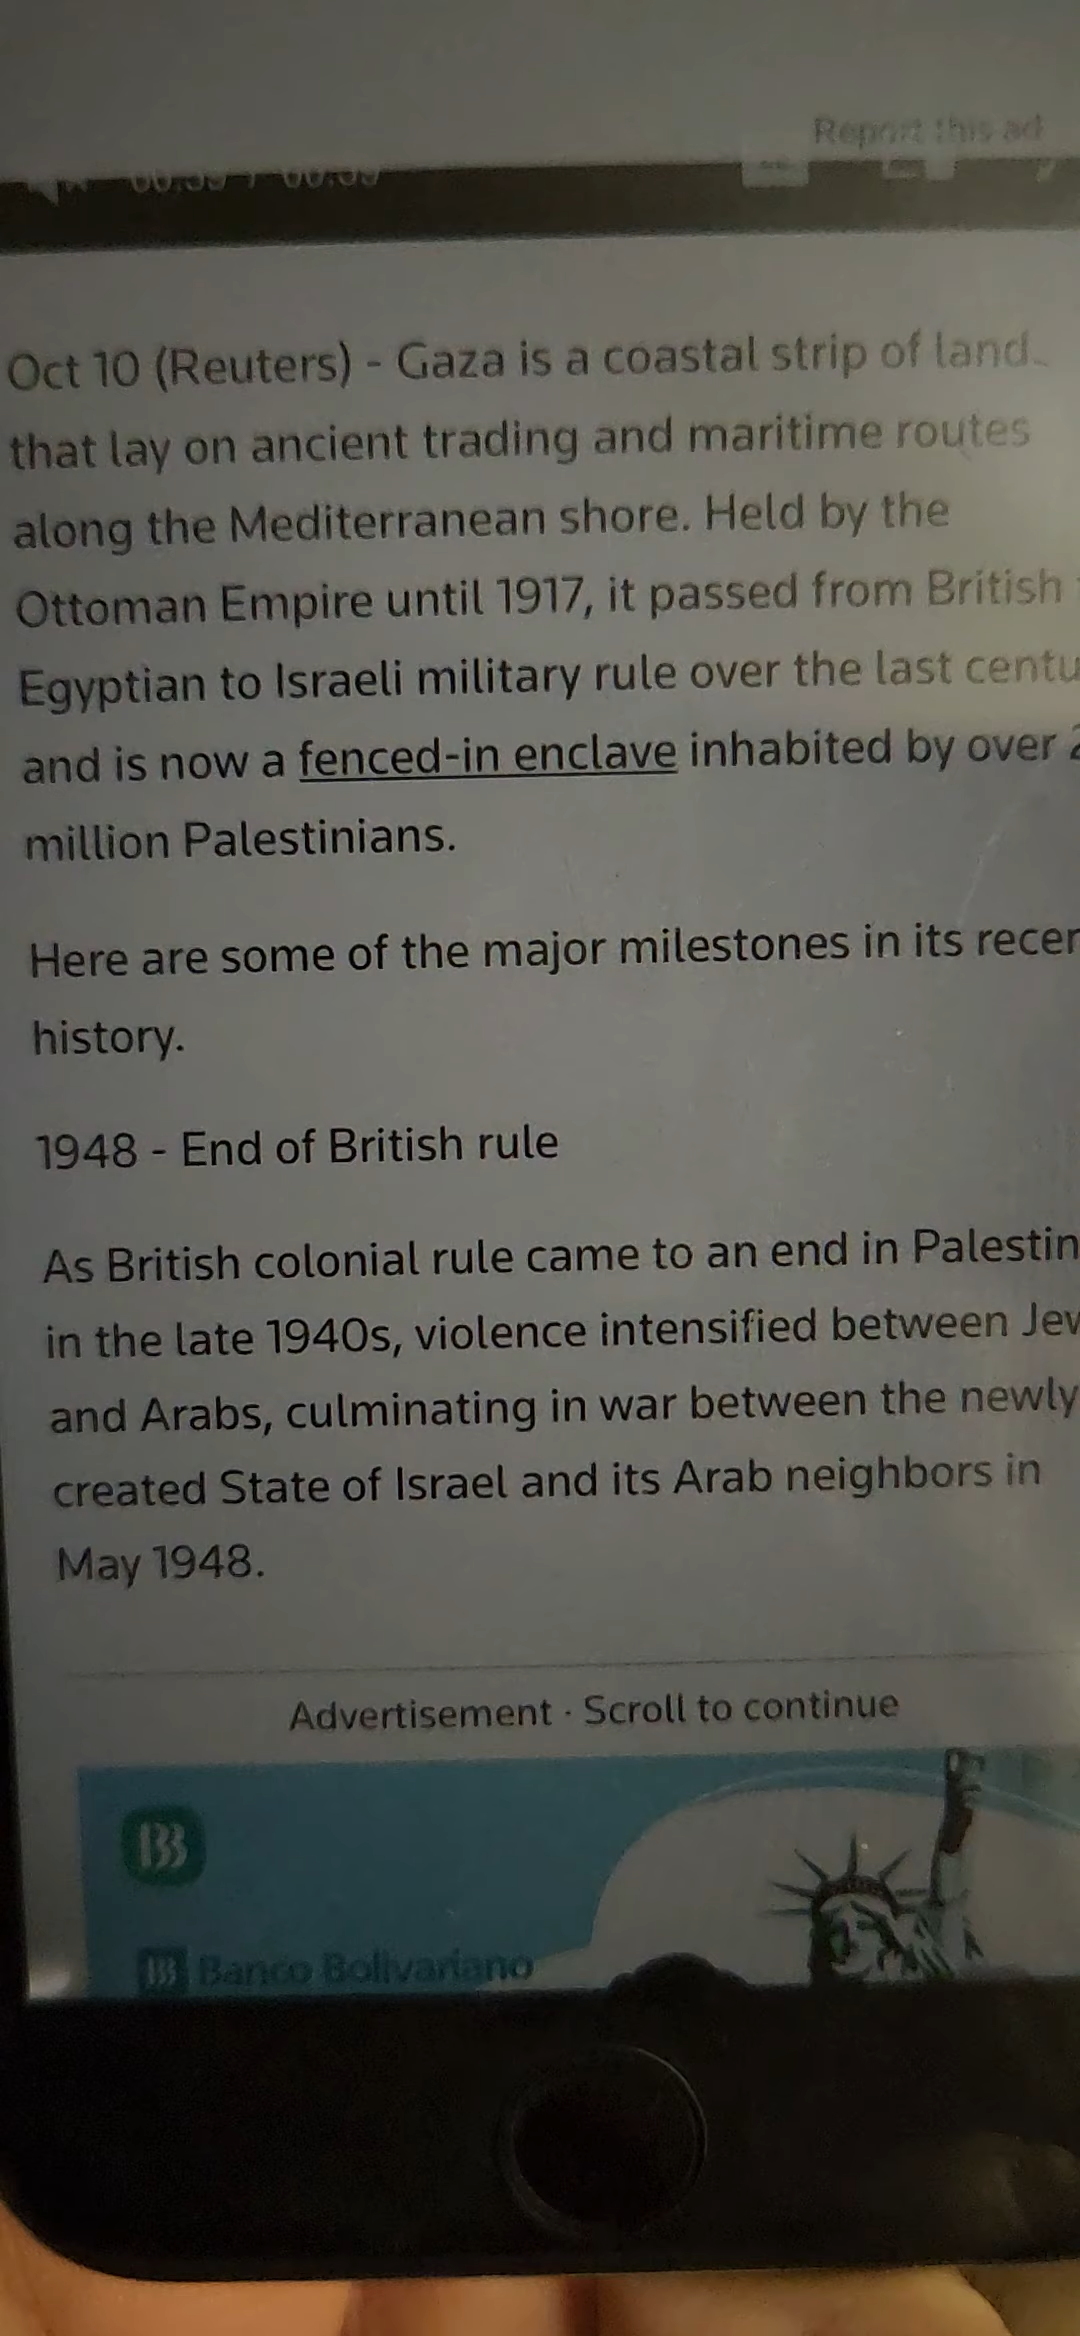 Report this ad
Oct 10 (Reuters) - Gaza is a coastal strip of land
that lay on ancient trading and maritime routes
along the Mediterranean shore. Held by the
Ottoman Empire until 1917, it passed from British
Egyptian to Israeli military rule over the last
and is now a fenced-in enclave inhabited by over
million Palestinians.
Here are some of the major milestones in its
history.
1948 - End of British rule
As British colonial rule came to an end in
in the late 1940s, violence intensified between
and Arabs, culminating in war between the newly
created State of Israel and its Arab neighbors in
May 1948.
Advertisement · Scroll to continue
Banco Bolivariano